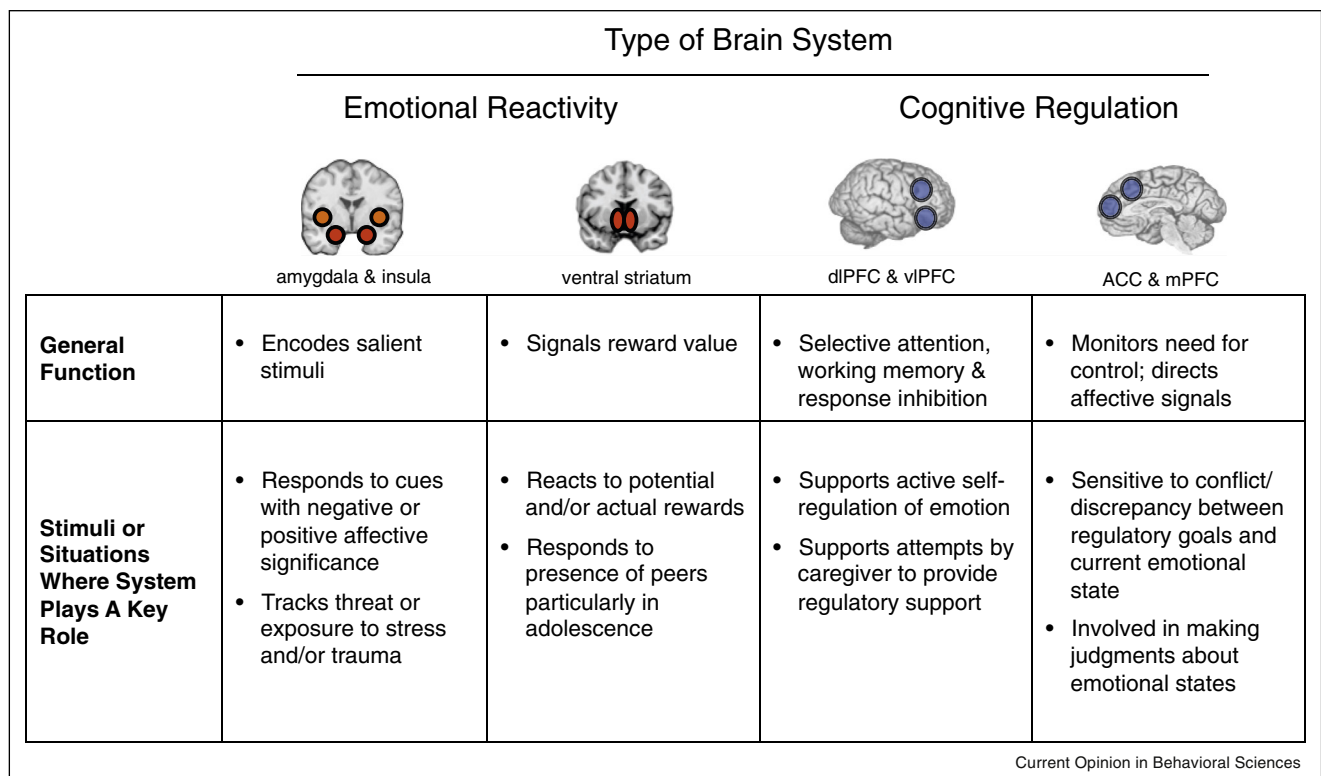 Type of Brain System
Emotional Reactivity
Cognitive Regulation
amygdala & insula
ventral striatum
dlPFC & vlPFC
ACC & mPFC
General
Function
• Encodes salient
stimuli
• Signals reward value
• Selective attention,
working memory &
response inhibition
• Monitors need for
control; directs
affective signals
Stimuli or
Situations
Where System
Plays A Key
Role
• Responds to cues
with negative or
positive affective
significance
• Tracks threat or
exposure to stress
and/or trauma
• Reacts to potential
and/or actual rewards
• Responds to
presence of peers
particularly in
adolescence
• Supports active self-
regulation of emotion
• Supports attempts by
caregiver to provide
regulatory support
• Sensitive to conflict/
discrepancy between
regulatory goals and
current emotional
state
• Involved in making
judgments about
emotional states
Current Opinion in Behavioral Sciences